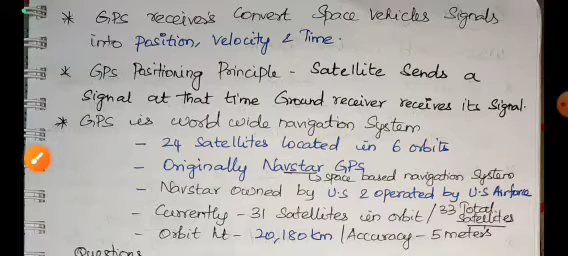 * GPS receivers convert Space vehicles Signals
into position, velocity & Time.
* GPS Positioning Principle - Satellite Sends a
Signal at that time Ground receiver receives its Signal.
* GPS is world wide navigation System
- 24 Satellites located in 6 orbits
- Originally Navstar GPS
↳ space based navigation System
- Navstar owned by U.S & operated by U.S Airforce
- Currently - 31 Satellites in orbit / 33 Total Satellites
- Orbit ht - 20,180 km / Accuracy - 5 meters
Questions